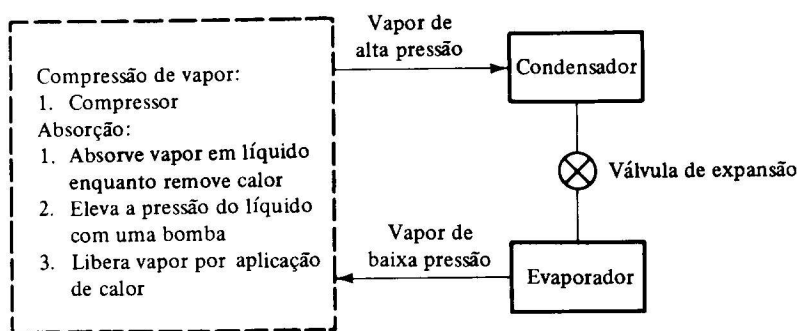 Compressão de vapor:
1. Compressor
Absorção:
1. Absorve vapor em líquido
enquanto remove calor
2. Eleva a pressão do líquido
com uma bomba
3. Libera vapor por aplicação
de calor
Vapor de
alta pressão
Condensador
Válvula de expansão
Vapor de
baixa pressão
Evaporador